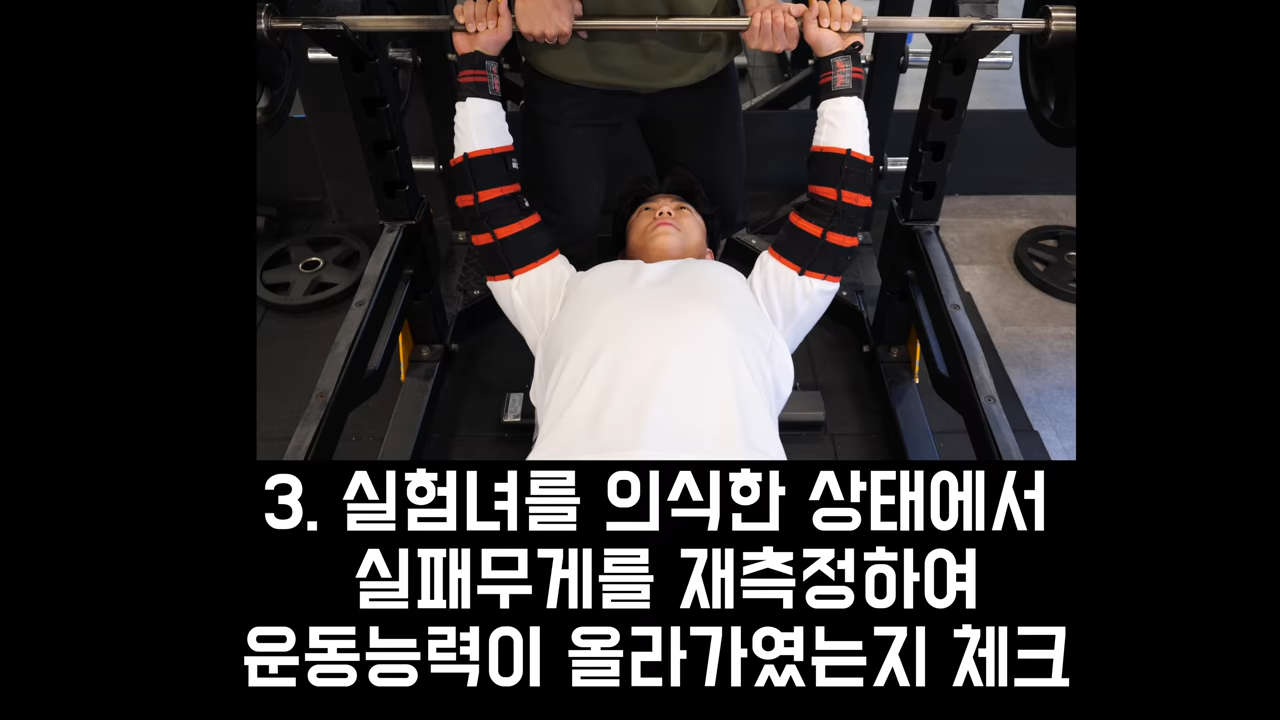 3. 실험녀를 의식한 상태에서
실패무게를 재측정하여
운동능력이 올라가였는지 체크